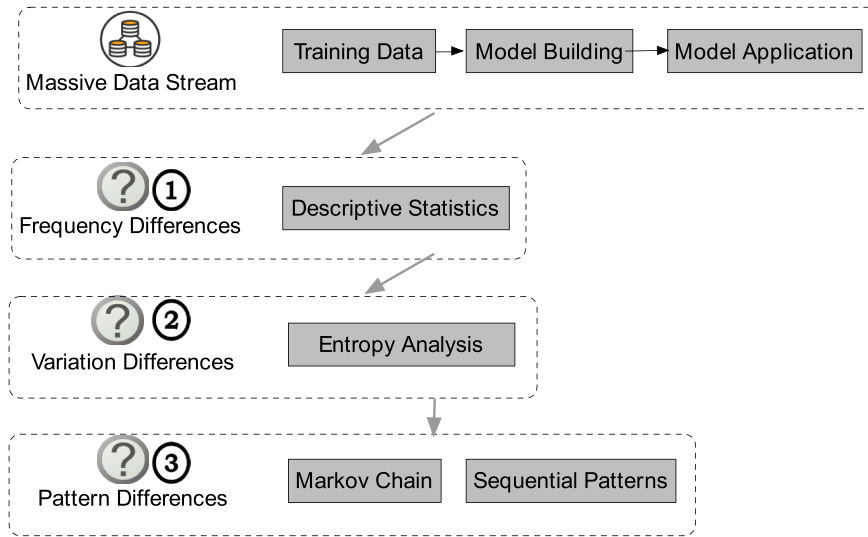 Training Data
Model Building
Model Application
Massive Data Stream
? 1
Frequency Differences
Descriptive Statistics
? 2
Variation Differences
Entropy Analysis
? 3
Pattern Differences
Markov Chain
Sequential Patterns